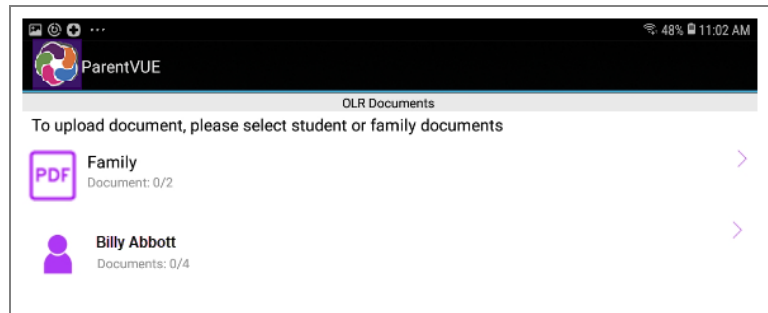 48% 11:02 AM
ParentVUE
OLR Documents
To upload document, please select student or family documents
PDF
Family
Document: 0/2
Billy Abbott
Documents: 0/4